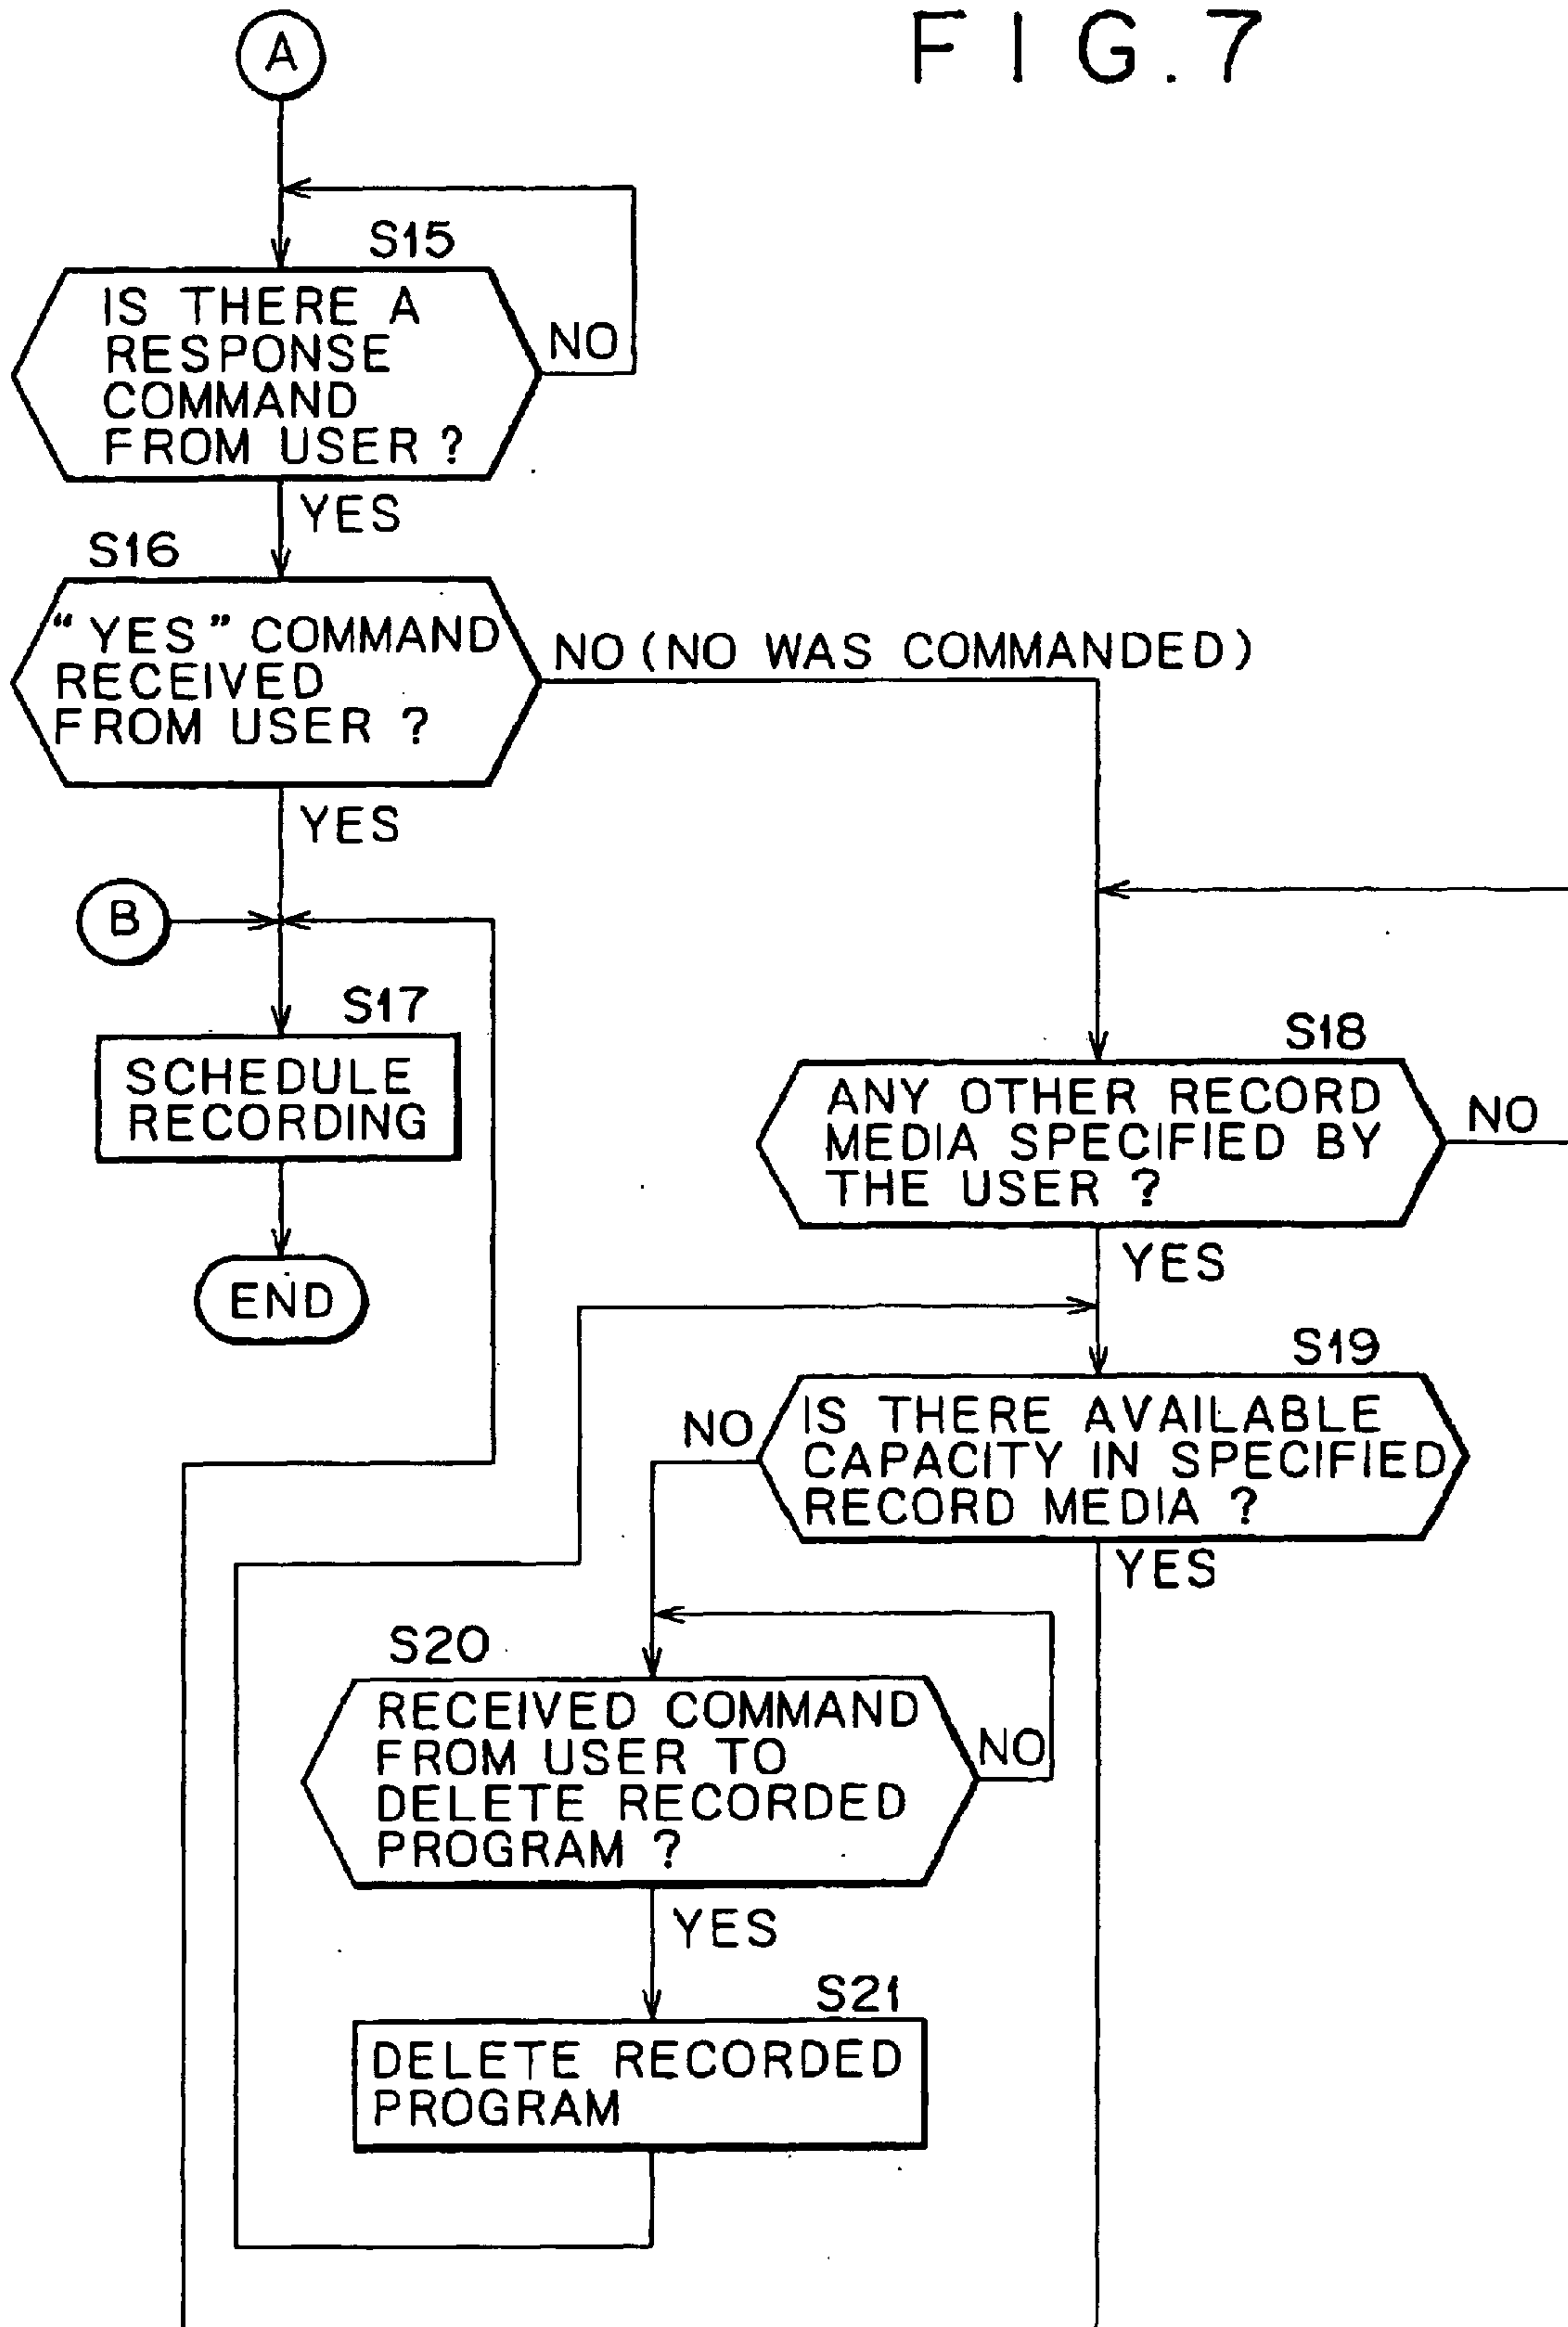 FIG.7
A
S15
IS THERE A
RESPONSE
COMMAND
FROM USER ?
NO
YES
S16
"YES" COMMAND
RECEIVED
FROM USER ?
NO (NO WAS COMMANDED)
YES
B
S17
SCHEDULE
RECORDING
END
S18
ANY OTHER RECORD
MEDIA SPECIFIED BY
THE USER ?
NO
YES
S19
IS THERE AVAILABLE
CAPACITY IN SPECIFIED
RECORD MEDIA ?
NO
YES
S20
RECEIVED COMMAND
FROM USER TO
DELETE RECORDED
PROGRAM ?
NO
YES
S21
DELETE RECORDED
PROGRAM